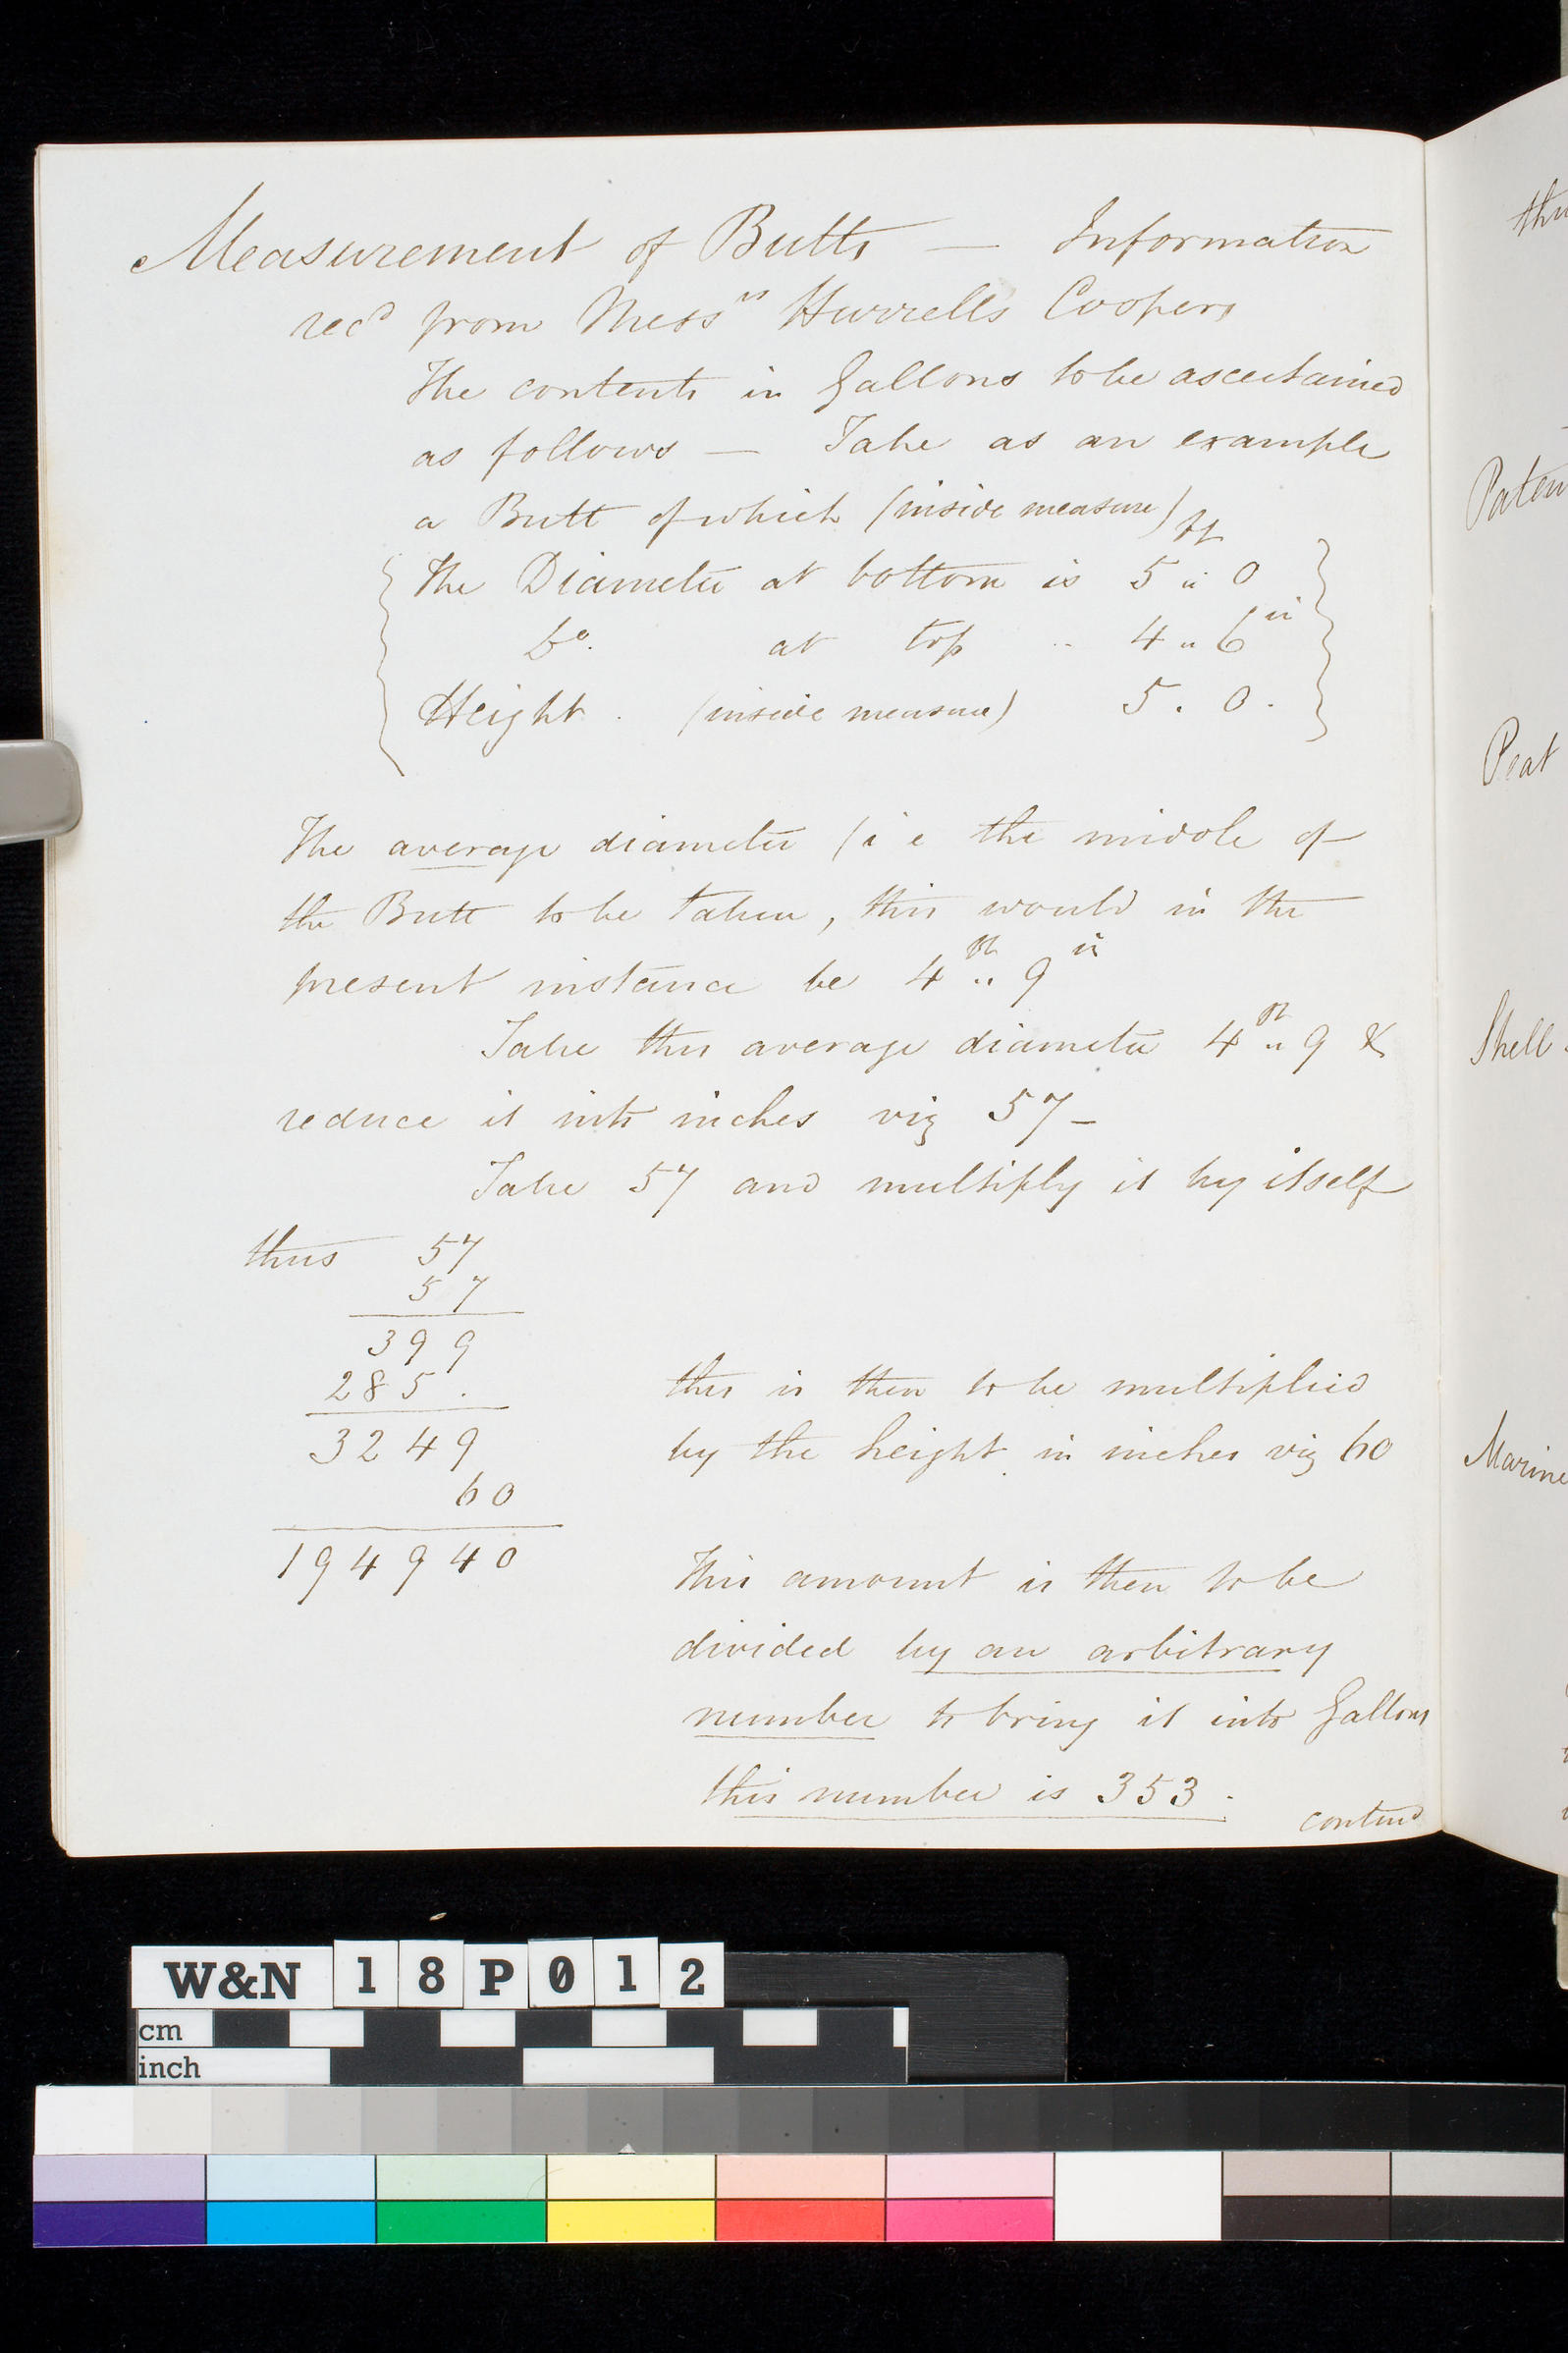 Measurement of Butts — Information
recd from Messrs Hurrells Coopers
The contents in Gallons to be ascertained
as follows — Take as an example
a Butt of which (inside measure)
ft
The Diameter at bottom is 5 " 0
Do. at top " 4 " 6 in
Height . (inside measure) 5 . 0 .
The average diameter (i e the middle of
the Butt to be taken, this would in the
present instance be 4 ft " 9 in
Take this average diameter 4 ft " 9 &
reduce it into inches viz 57 —
Take 57 and multiply it by itself
thus 57
57
399
285 .
3249
60
194940
this is then to be multiplied
by the height in inches viz 60
This amount is then to be
divided by an arbitrary
number to bring it into Gallons
this number is 353 .
contind
Paten
Peat
Shell
Marine
W&N 18P012
cm
inch